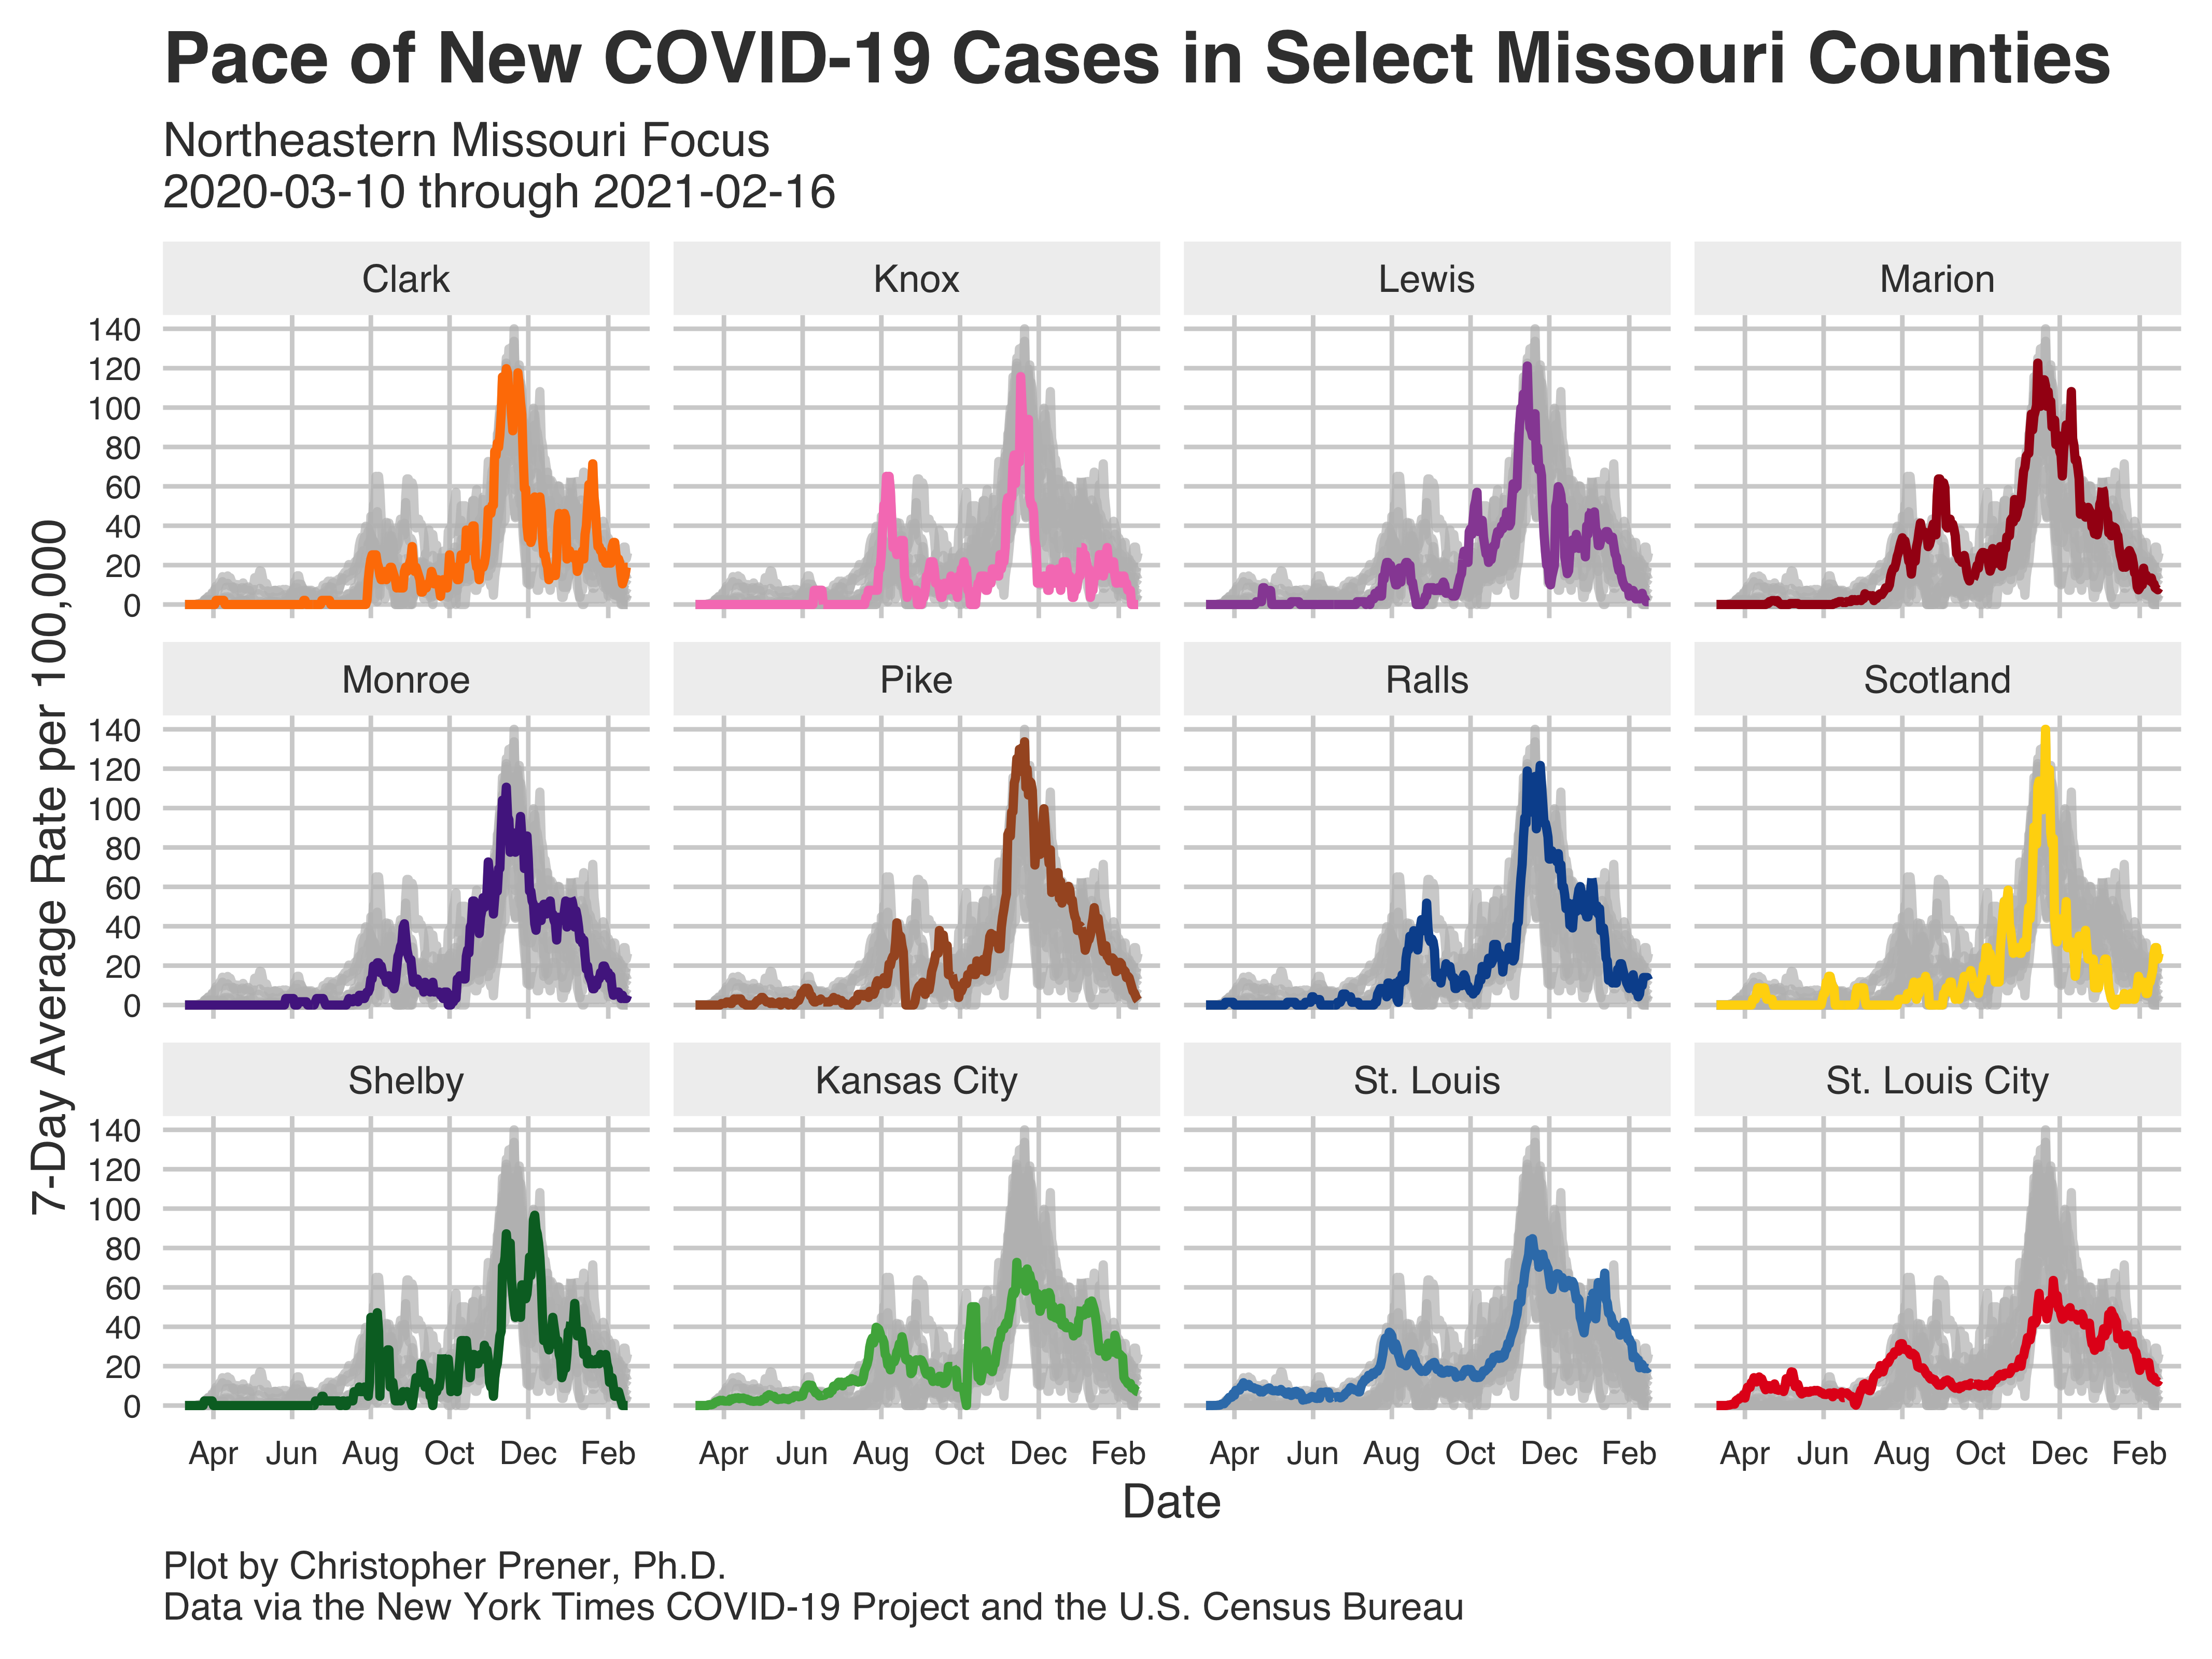 Pace of New COVID-19 Cases in Select Missouri Counties
Northeastern Missouri Focus
2020-03-10 through 2021-02-16
Clark Knox Lewis Marion
140
120
100
80
60
40
20
0
Monroe Pike Ralls Scotland
140
120
100
80
60
40
20
0
Shelby Kansas City St. Louis St. Louis City
140
120
100
80
60
40
20
0
7-Day Average Rate per 100,000
Apr Jun Aug Oct Dec Feb Apr Jun Aug Oct Dec Feb Apr Jun Aug Oct Dec Feb Apr Jun Aug Oct Dec Feb
Date
Plot by Christopher Prener, Ph.D.
Data via the New York Times COVID-19 Project and the U.S. Census Bureau